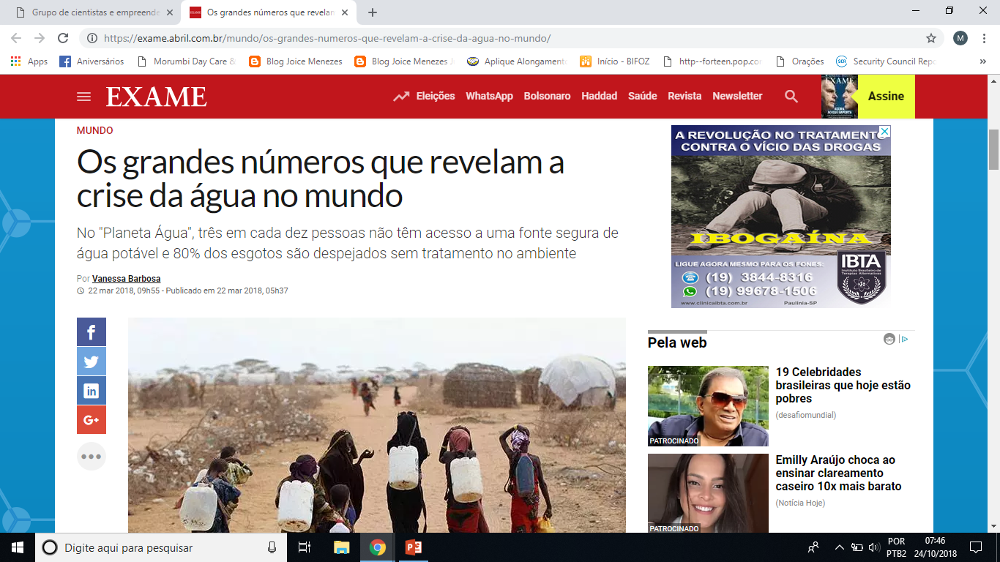 Grupo de cientistas e empreende
Os grandes números que revelam
https://exame.abril.com.br/mundo/os-grandes-numeros-que-revelam-a-crise-da-agua-no-mundo/
M
Apps
Aniversários
Morumbi Day Care &
Blog Joice Menezes
Blog Joice Menezes
Aplique Alongament
Início - BIFOZ
http--forteen.pop.co
Orações
Security Council Rep
EXAME
Eleições
WhatsApp
Bolsonaro
Haddad
Saúde
Revista
Newsletter
EXAME
Assine
MUNDO
Os grandes números que revelam a
crise da água no mundo
No "Planeta Água", três em cada dez pessoas não têm acesso a uma fonte segura de
água potável e 80% dos esgotos são despejados sem tratamento no ambiente
Por Vanessa Barbosa
22 mar 2018, 09h55 - Publicado em 22 mar 2018, 05h37
A REVOLUÇÃO NO TRATAMENTO
CONTRA O VÍCIO DAS DROGAS
IBOGAÍNA
LIGUE AGORA MESMO PARA OS FONES:
(19) 3844-8316
(19) 99678-1506
www.clinicaibta.com.br Paulínia-SP
IBTA
Instituto Brasileiro de
Terapias Alternativas
Pela web
19 Celebridades
brasileiras que hoje estão
pobres
(desafiomundial)
PATROCINADO
Emilly Araújo choca ao
ensinar clareamento
caseiro 10x mais barato
(Notícia Hoje)
PATROCINADO
Digite aqui para pesquisar
POR
PTB2
07:46
24/10/2018